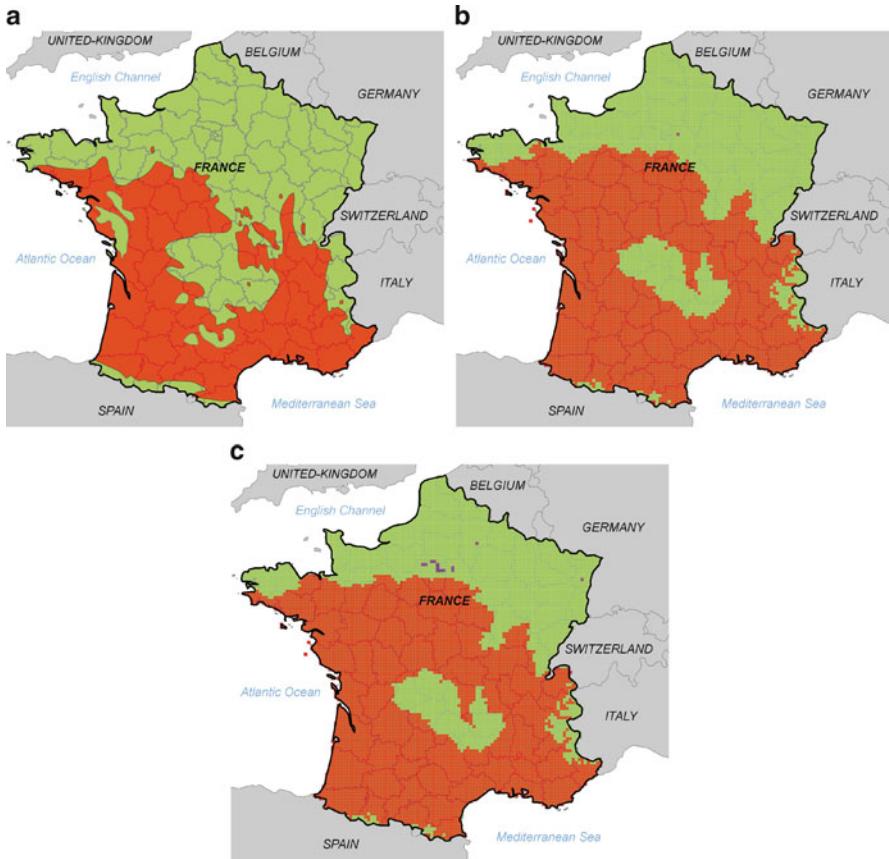 a
UNITED-KINGDOM
BELGIUM
English Channel
GERMANY
FRANCE
SWITZERLAND
Atlantic Ocean
ITALY
Mediterranean Sea
SPAIN
b
UNITED-KINGDOM
BELGIUM
English Channel
GERMANY
FRANCE
SWITZERLAND
Atlantic Ocean
ITALY
Mediterranean Sea
SPAIN
c
UNITED-KINGDOM
BELGIUM
English Channel
GERMANY
FRANCE
SWITZERLAND
Atlantic Ocean
ITALY
Mediterranean Sea
SPAIN